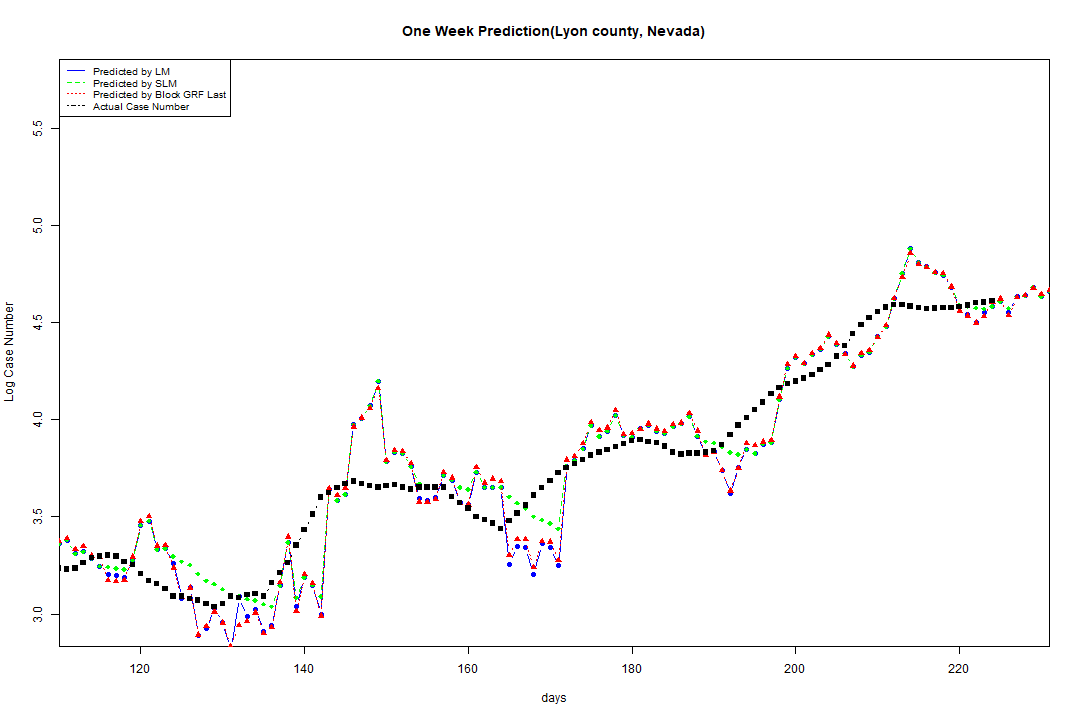 One Week Prediction(Lyon county, Nevada)
Predicted by LM
Predicted by SLM
Predicted by Block GRF Last
Actual Case Number
5.5
5.0
4.5
4.0
3.5
3.0
Log Case Number
120 140 160 180 200 220
days